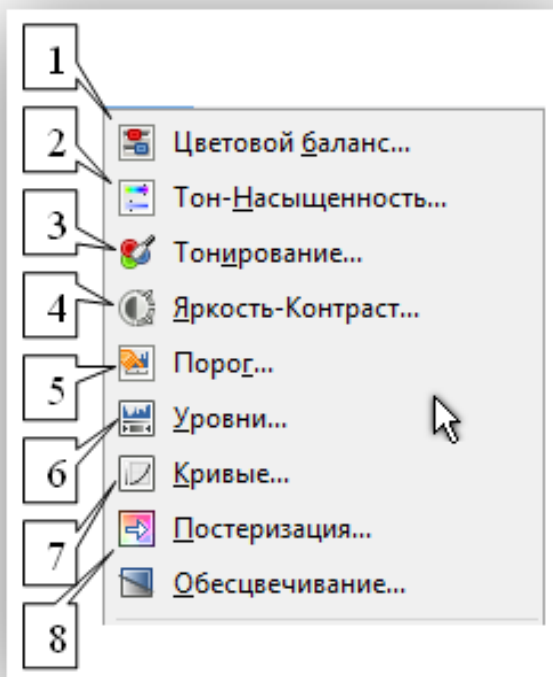 1
Цветовой баланс...
2
Тон-Насыщенность...
3
Тонирование...
4
Яркость-Контраст...
5
Порог...
6
Уровни...
7
Кривые...
8
Постеризация...
Обесцвечивание...